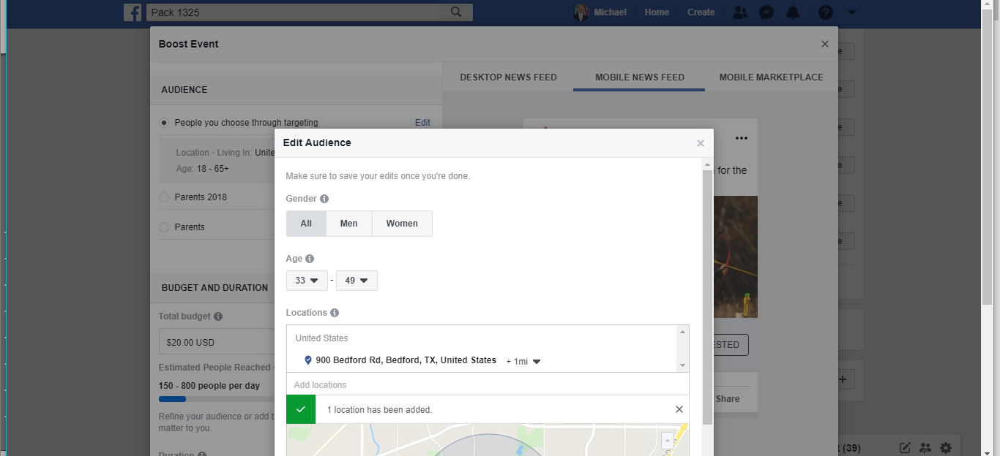 Pack 1325
Michael
Home
Create
Boost Event
AUDIENCE
People you choose through targeting
Edit
Location - Living In: Unite
Age: 18 - 65+
Parents 2018
Parents
BUDGET AND DURATION
Total budget
$20.00 USD
Estimated People Reached
150 - 800 people per day
Refine your audience or add b
matter to you.
Duration
DESKTOP NEWS FEED
MOBILE NEWS FEED
MOBILE MARKETPLACE
for the
ESTED
Share
Edit Audience
Make sure to save your edits once you're done.
Gender
All
Men
Women
Age
33 - 49
Locations
United States
900 Bedford Rd, Bedford, TX, United States + 1mi
Add locations
1 location has been added.
(39)